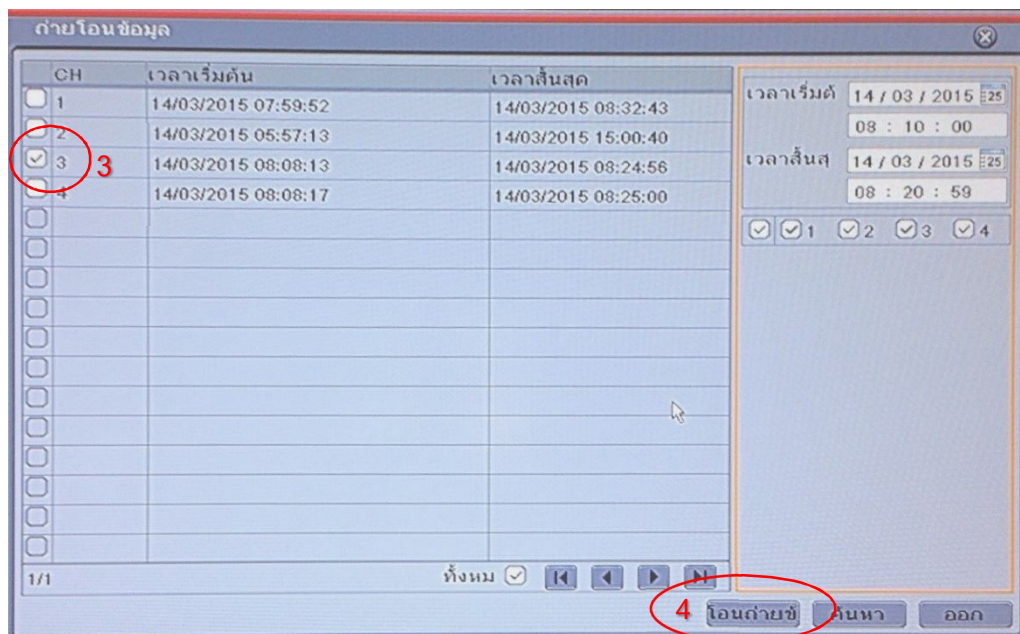 ถ่ายโอนข้อมูล
CH เวลาเริ่มต้น เวลาสิ้นสุด
1 14/03/2015 07:59:52 14/03/2015 08:32:43
2 14/03/2015 05:57:13 14/03/2015 15:00:40
3 3 14/03/2015 08:08:13 14/03/2015 08:24:56
4 14/03/2015 08:08:17 14/03/2015 08:25:00
1/1 ทั้งหม
เวลาเริ่มต้ 14 / 03 / 2015 25
08 : 10 : 00
เวลาสิ้นสุ 14 / 03 / 2015 25
08 : 20 : 59
1 2 3 4
4 โอนถ่ายข้ ค้นหา ออก